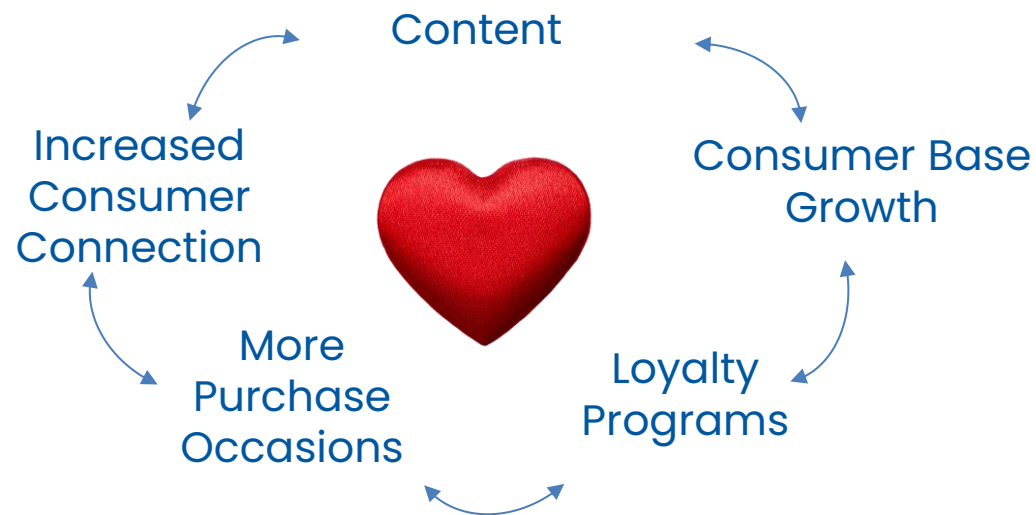 Content
Increased
Consumer
Connection
Consumer Base
Growth
More
Purchase
Occasions
Loyalty
Programs